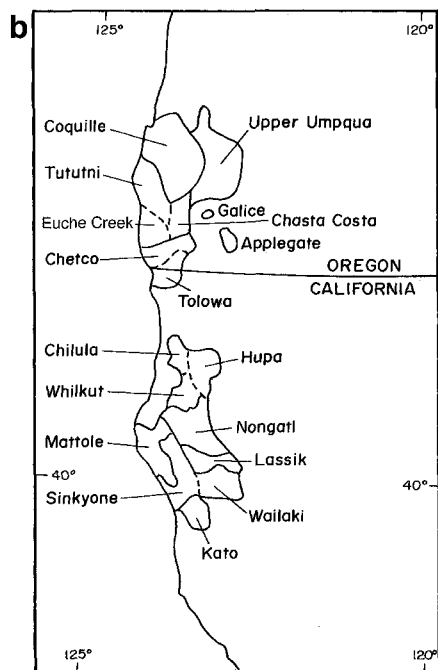 b
125°
120°
Coquille
Upper Umpqua
Tututni
Galice
Euche Creek
Chasta Costa
Applegate
Chetco
OREGON
CALIFORNIA
Tolowa
Chilula
Hupa
Whilkut
Nongatl
Mattole
Lassik
40°
40°
Sinkyone
Wailaki
Kato
125°
120°